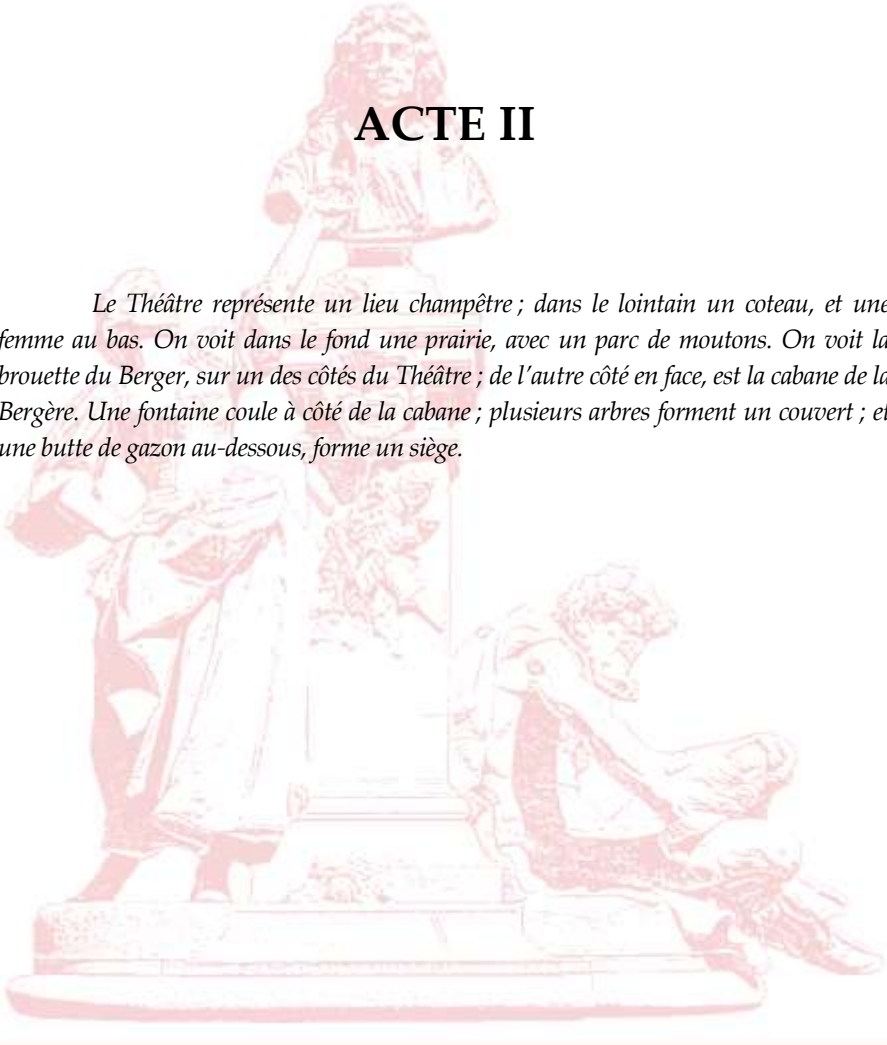 ACTE II
Le Théâtre représente un lieu champêtre ; dans le lointain un coteau, et une
femme au bas. On voit dans le fond une prairie, avec un parc de moutons. On voit la
brouette du Berger, sur un des côtés du Théâtre ; de l’autre côté en face, est la cabane de la
Bergère. Une fontaine coule à côté de la cabane ; plusieurs arbres forment un couvert ; et
une butte de gazon au-dessous, forme un siège.